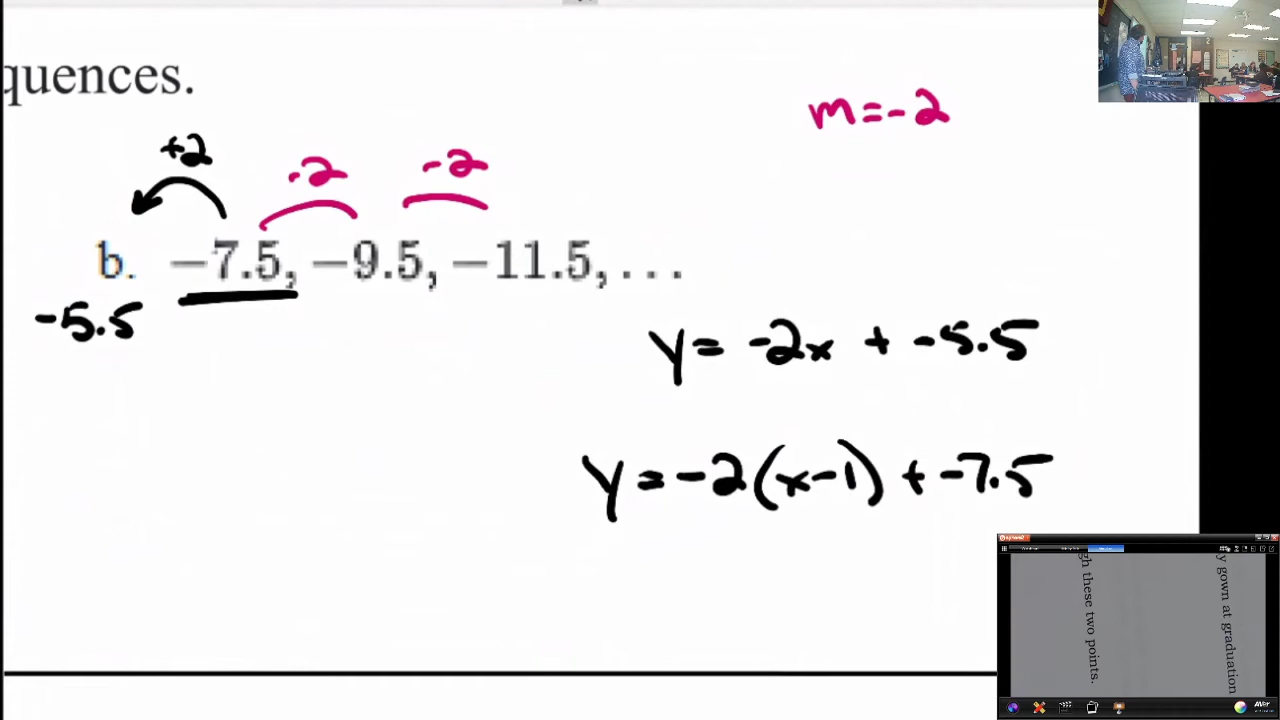 quences.
m=-2
+2
-2 -2
b. −7.5, −9.5, −11.5, . . .
-5.5
y= -2x + -5.5
y=-2(x-1) + -7.5
gh these two points.
y gown at graduation